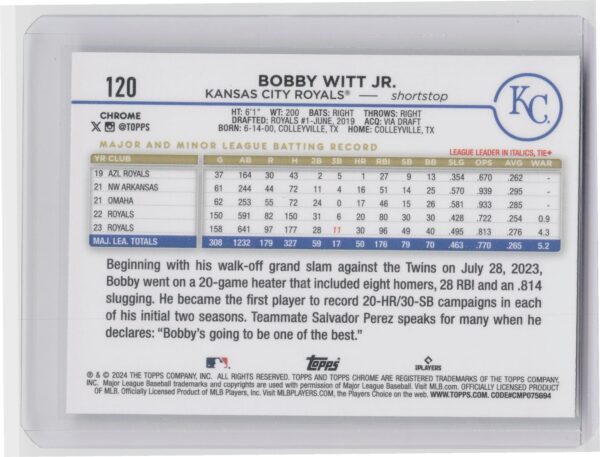 120
BOBBY WITT JR.
KANSAS CITY ROYALS® — shortstop
KC
CHROME
X @TOPPS
HT: 6'1" WT: 200 BATS: RIGHT THROWS: RIGHT
DRAFTED: ROYALS #1-JUNE, 2019 ACQ: VIA DRAFT
BORN: 6-14-00, COLLEYVILLE, TX HOME: COLLEYVILLE, TX
MAJOR AND MINOR LEAGUE BATTING RECORD
LEAGUE LEADER IN ITALICS, TIE♦
YR CLUB G AB R H 2B 3B HR RBI SB BB SLG OPS AVG WAR
19 AZL ROYALS 37 164 30 43 2 5 1 27 9 13 .354 .670 .262 -
21 NW ARKANSAS 61 244 44 72 11 4 16 51 14 25 .570 .939 .295 -
21 OMAHA 62 253 55 72 24 0 17 46 15 26 .581 .935 .285 -
22 ROYALS 150 591 82 150 31 6 20 80 30 30 .428 .722 .254 0.9
23 ROYALS 158 641 97 177 28 11 30 96 49 40 .495 .813 .276 4.3
MAJ. LEA. TOTALS 308 1232 179 327 59 17 50 176 79 70 .463 .770 .265 5.2
Beginning with his walk-off grand slam against the Twins on July 28, 2023,
Bobby went on a 20-game heater that included eight homers, 28 RBI and an .814
slugging. He became the first player to record 20-HR/30-SB campaigns in each
of his initial two seasons. Teammate Salvador Perez speaks for many when he
declares: “Bobby's going to be one of the best.”
topps
PLAYERS
® & © 2024 THE TOPPS COMPANY, INC. ALL RIGHTS RESERVED. TOPPS AND TOPPS CHROME ARE REGISTERED TRADEMARKS OF THE TOPPS COMPANY,
INC. Major League Baseball trademarks and copyrights are used with permission of Major League Baseball. Visit MLB.com. OFFICIALLY LICENSED PRODUCT
OF MLB. Officially Licensed Product of MLB Players, Inc. Visit MLBPLAYERS.com, the Players Choice on the web. WWW.TOPPS.COM. CODE#CMP075694